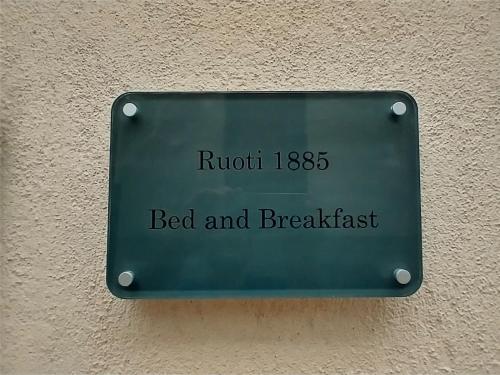 Ruoti 1885
Bed and Breakfast